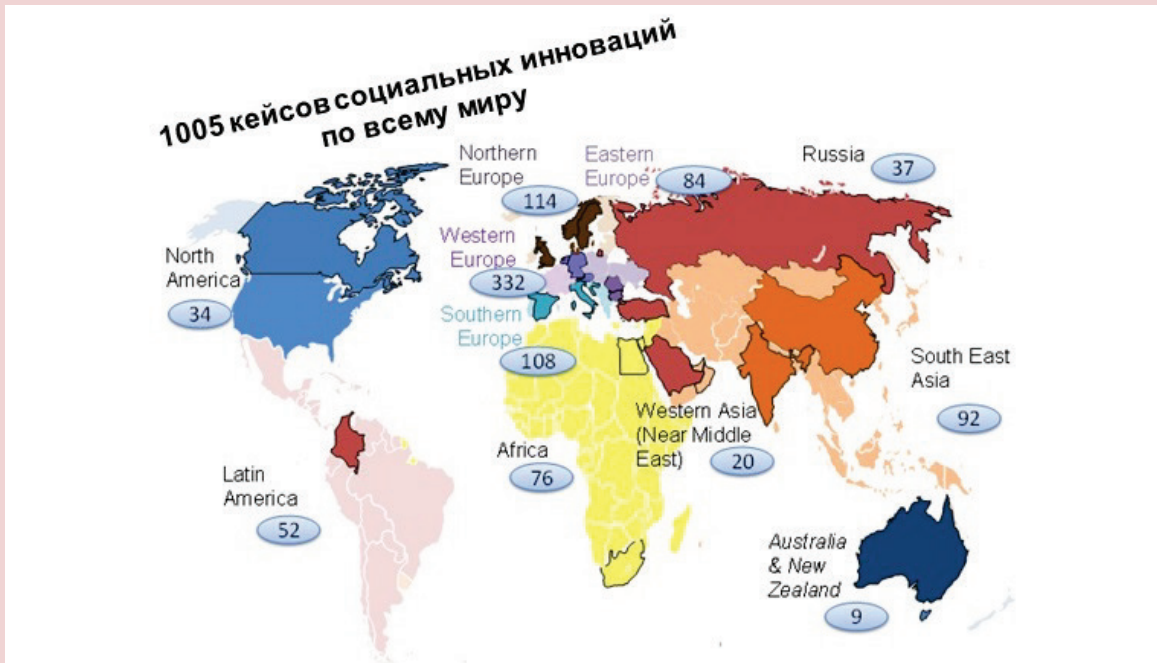 1005 кейсов социальных инноваций
по всему миру
Northern
Europe
114
Eastern
Europe
84
Russia
37
North
America
34
Western
Europe
332
Southern
Europe
108
South East
Asia
92
Western Asia
(Near Middle
East)
20
Africa
76
Latin
America
52
Australia
& New
Zealand
9